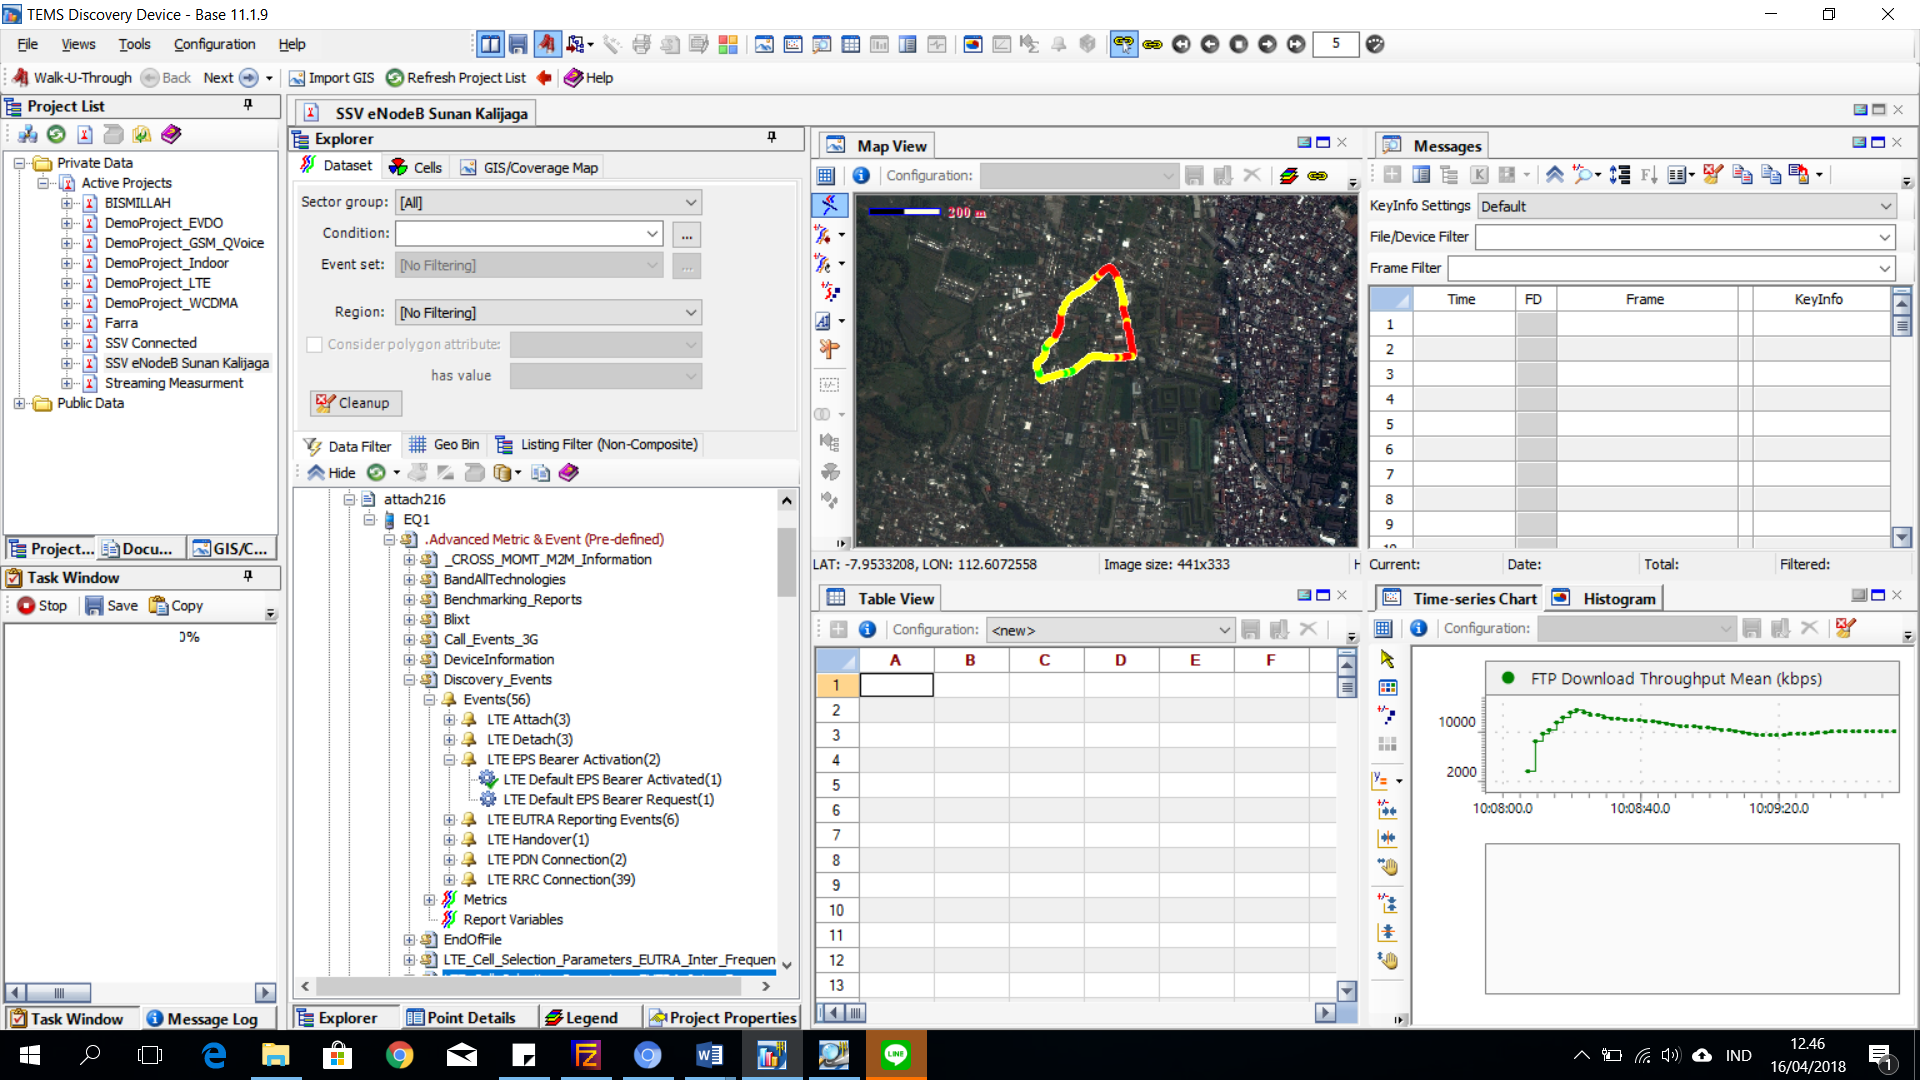 TEMS Discovery Device - Base 11.1.9
File Views Tools Configuration Help
5
Walk-U-Through Back Next Import GIS Refresh Project List Help
Project List
Private Data
Active Projects
BISMILLAH
DemoProject_EVDO
DemoProject_GSM_QVoice
DemoProject_Indoor
DemoProject_LTE
DemoProject_WCDMA
Farra
SSV Connected
SSV eNodeB Sunan Kalijaga
Streaming Measurment
Public Data
Project... Docu... GIS/C...
Task Window
Stop Save Copy
0%
Task Window Message Log
SSV eNodeB Sunan Kalijaga
Explorer
Dataset Cells GIS/Coverage Map
Sector group: [All]
Condition: ...
Event set: [No Filtering] ...
Region: [No Filtering]
Consider polygon attribute:
has value
Cleanup
Data Filter Geo Bin Listing Filter (Non-Composite)
Hide
attach216
EQ1
.Advanced Metric & Event (Pre-defined)
_CROSS_MOMT_M2M_Information
BandAllTechnologies
Benchmarking_Reports
Blixt
Call_Events_3G
DeviceInformation
Discovery_Events
Events(56)
LTE Attach(3)
LTE Detach(3)
LTE EPS Bearer Activation(2)
LTE Default EPS Bearer Activated(1)
LTE Default EPS Bearer Request(1)
LTE EUTRA Reporting Events(6)
LTE Handover(1)
LTE PDN Connection(2)
LTE RRC Connection(39)
Metrics
Report Variables
EndOfFile
LTE_Cell_Selection_Parameters_EUTRA_Inter_Frequen
Explorer Point Details Legend Project Properties
Map View
Configuration:
200 m
LAT: -7.9533208, LON: 112.6072558 Image size: 441x333 H
Table View
Configuration: <new>
A B C D E F
1
2
3
4
5
6
7
8
9
10
11
12
13
Messages
KeyInfo Settings Default
File/Device Filter
Frame Filter
Time FD Frame KeyInfo
1
2
3
4
5
6
7
8
9
Current: Date: Total: Filtered:
Time-series Chart Histogram
Configuration:
FTP Download Throughput Mean (kbps)
10000
2000
10:08:00.0 10:08:40.0 10:09:20.0
IND
12.46
16/04/2018
1
LINE